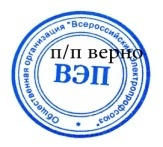 Общественная организация "Всероссийский Электропрофсоюз"
п/п верно
ВЭП